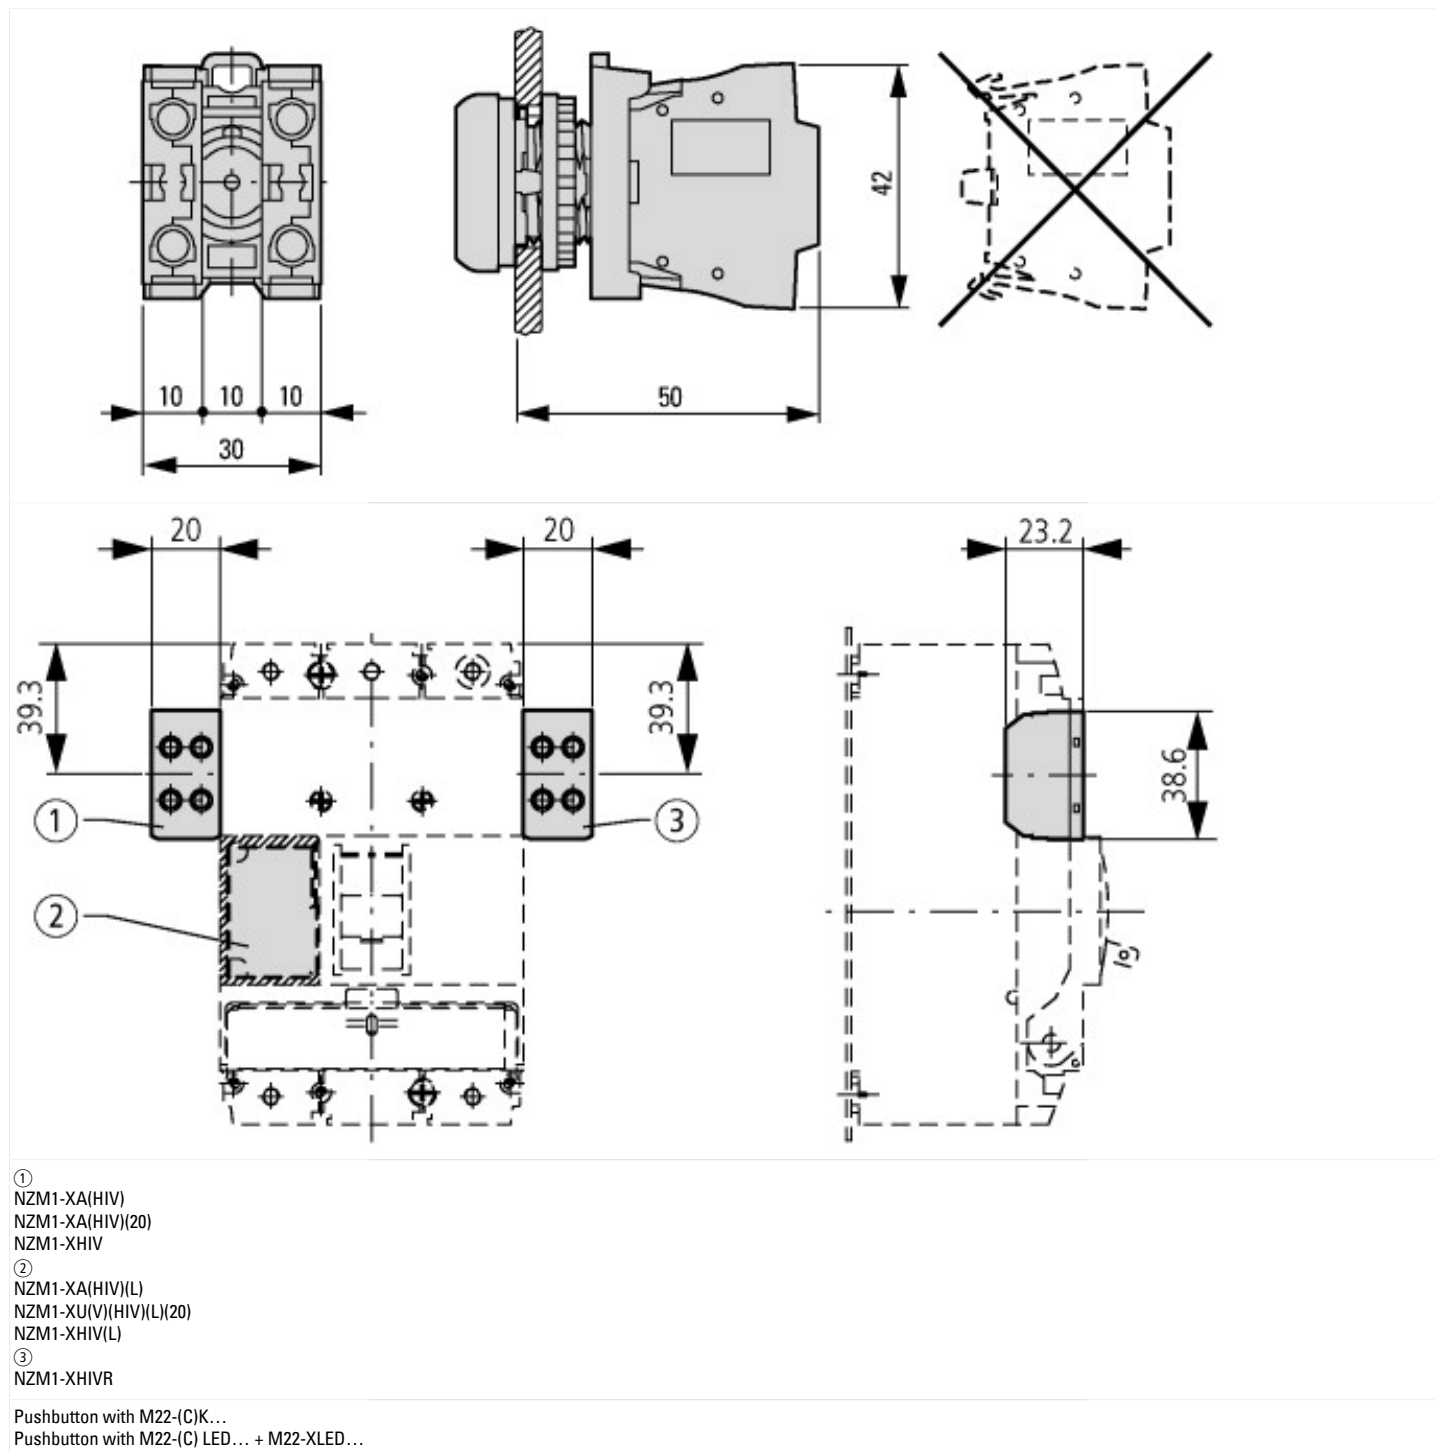 42
10 10 10
50
30
20
20
23.2
39.3
39.3
38.6
1
3
2
①
NZM1-XA(HIV)
NZM1-XA(HIV)(20)
NZM1-XHIV
②
NZM1-XA(HIV)(L)
NZM1-XU(V)(HIV)(L)(20)
NZM1-XHIV(L)
③
NZM1-XHIVR
Pushbutton with M22-(C)K…
Pushbutton with M22-(C) LED… + M22-XLED…